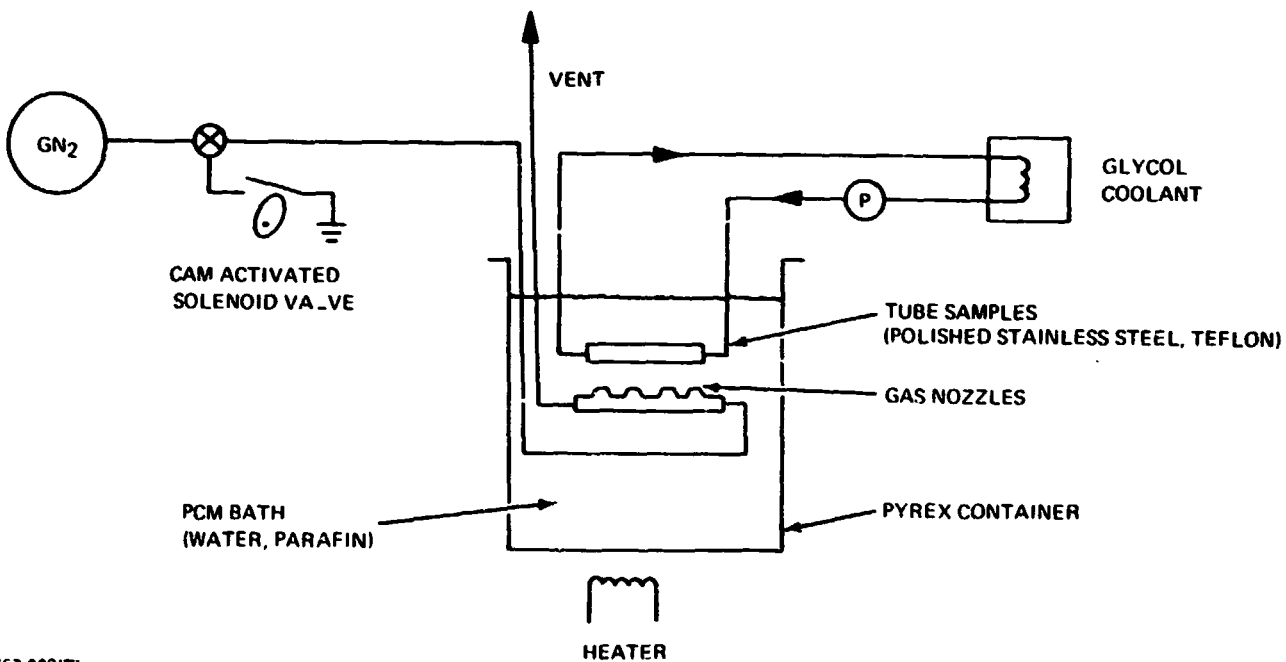 VENT
GN2
P
GLYCOL
COOLANT
CAM ACTIVATED
SOLENOID VA_VE
TUBE SAMPLES
(POLISHED STAINLESS STEEL, TEFLON)
GAS NOZZLES
PCM BATH
(WATER, PARAFIN)
PYREX CONTAINER
HEATER